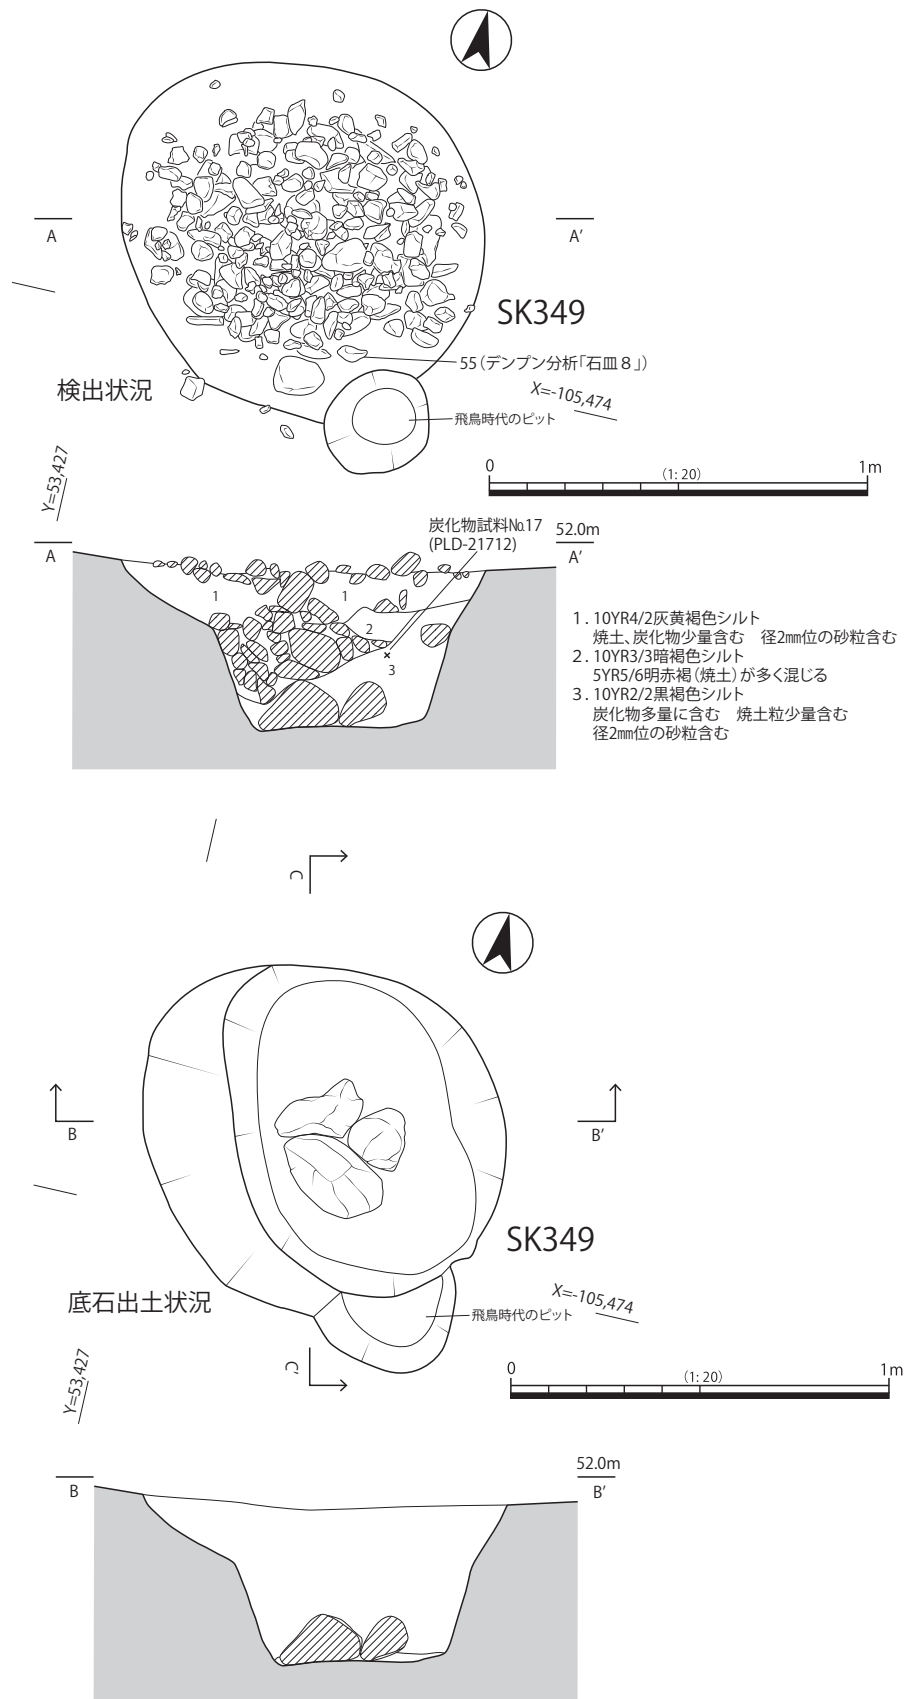 A
A′
SK349
55(デンプン分析「石皿８」)
検出状況
X=-105,474
飛鳥時代のピット
Y=53,427
0
(1: 20)
1m
炭化物試料№17
(PLD-21712)
52.0m
A
A′
1
1
2
3
1．10YR4/2灰黄褐色シルト
焼土、炭化物少量含む　径2㎜位の砂粒含む
2．10YR3/3暗褐色シルト
5YR5/6明赤褐（焼土）が多く混じる
3．10YR2/2黒褐色シルト
炭化物多量に含む　焼土粒少量含む
径2㎜位の砂粒含む
C
B
B′
SK349
底石出土状況
X=-105,474
飛鳥時代のピット
C′
Y=53,427
0
(1: 20)
1m
52.0m
B
B′